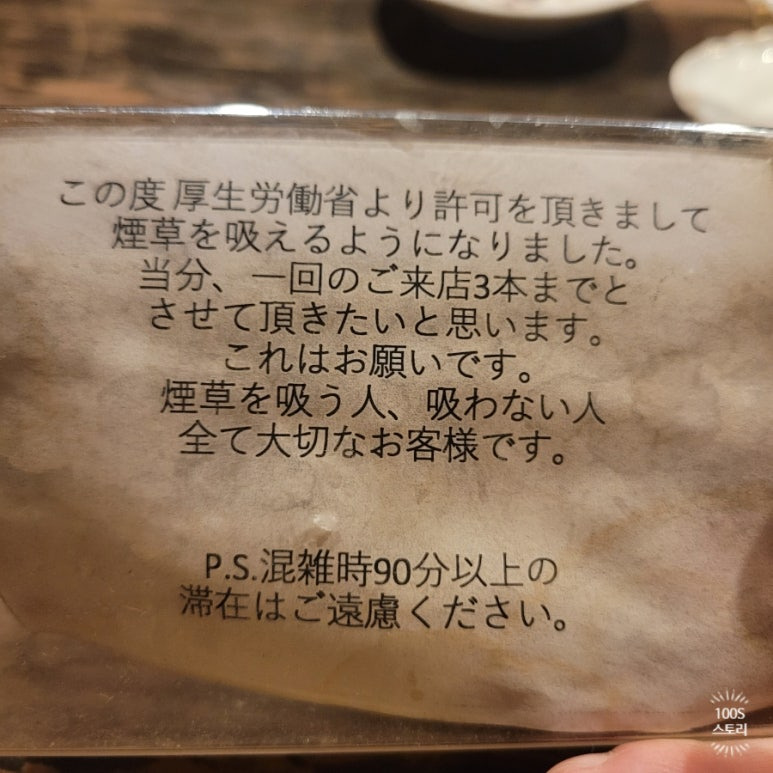 この度 厚生労働省より許可を頂きまして
煙草を吸えるようになりました。
当分、一回のご来店3本までと
させて頂きたいと思います。
これはお願いです。
煙草を吸う人、吸わない人
全て大切なお客様です。
P.S.混雑時90分以上の
滞在はご遠慮ください。
100S
스토리